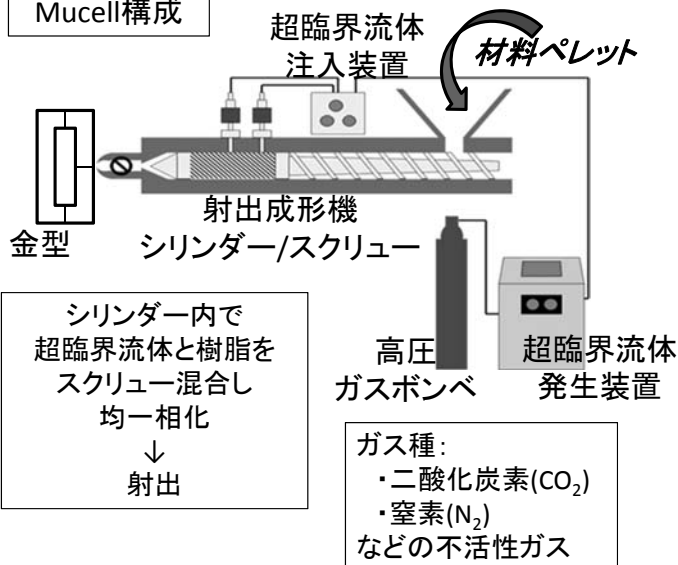 Mucell構成
超臨界流体
注入装置
材料ペレット
射出成形機
シリンダー/スクリュー
金型
シリンダー内で
超臨界流体と樹脂を
スクリュー混合し
均一相化
↓
射出
高圧
ガスボンベ
超臨界流体
発生装置
ガス種:
・二酸化炭素(CO₂)
・窒素(N₂)
などの不活性ガス